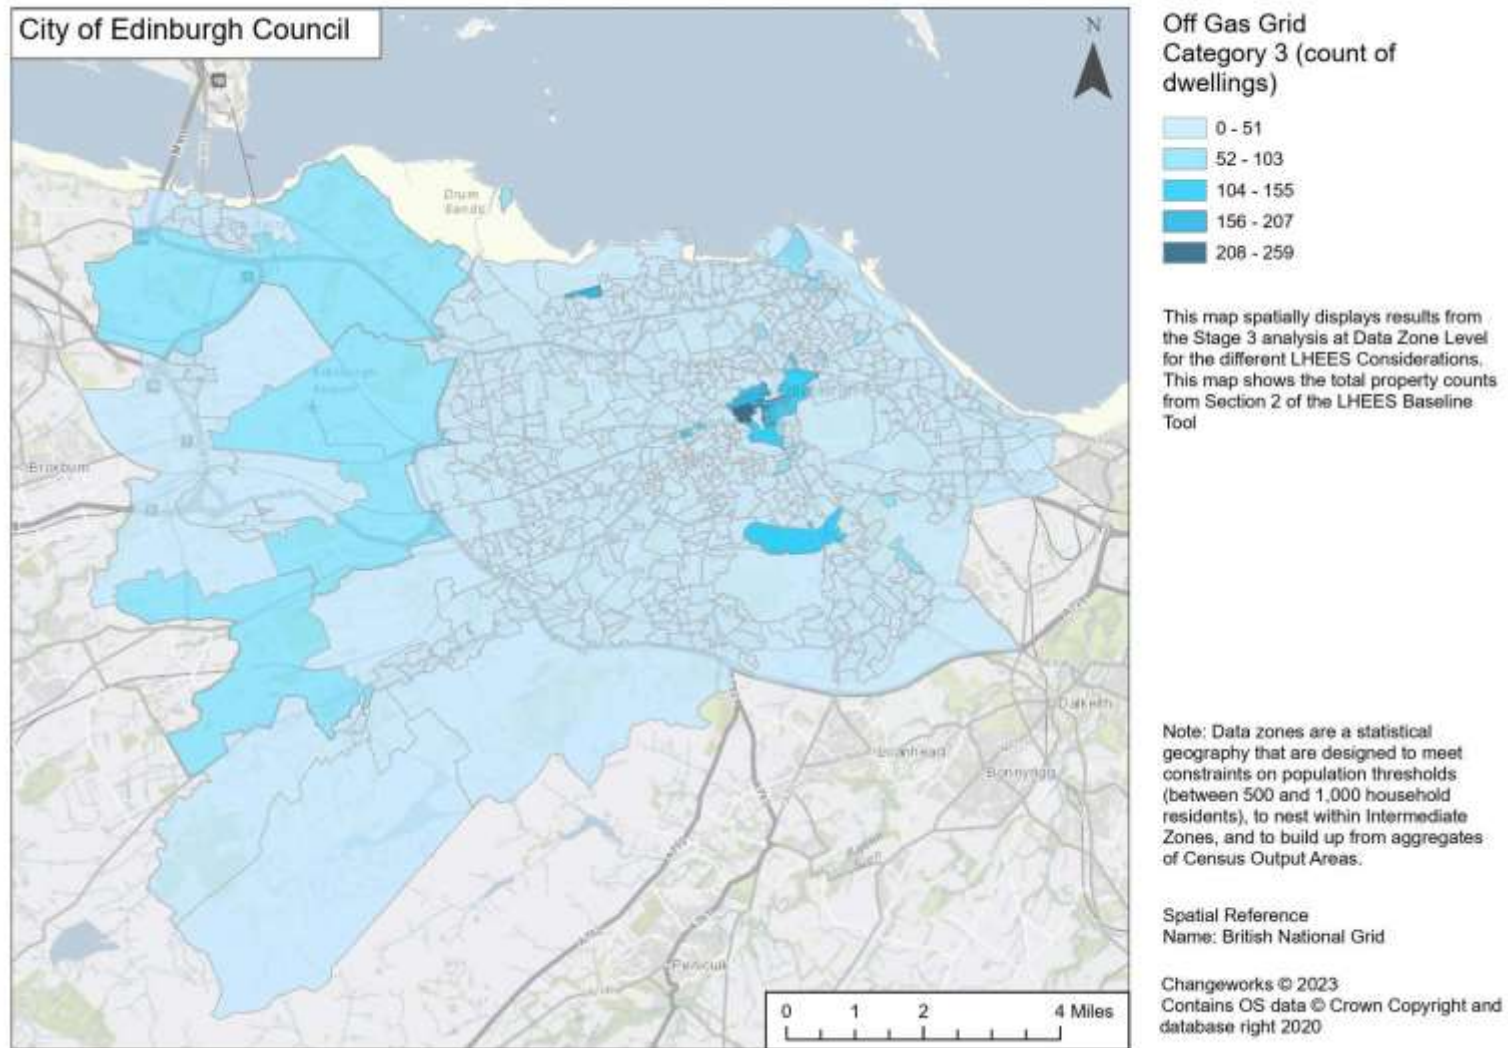 City of Edinburgh Council
N
Off Gas Grid
Category 3 (count of
dwellings)
0 - 51
52 - 103
104 - 155
156 - 207
208 - 259
This map spatially displays results from
the Stage 3 analysis at Data Zone Level
for the different LHEES Considerations.
This map shows the total property counts
from Section 2 of the LHEES Baseline
Tool
Note: Data zones are a statistical
geography that are designed to meet
constraints on population thresholds
(between 500 and 1,000 household
residents), to nest within Intermediate
Zones, and to build up from aggregates
of Census Output Areas.
Spatial Reference
Name: British National Grid
Changeworks © 2023
Contains OS data © Crown Copyright and
database right 2020
Drum
Sands
Edinburgh
Airport
Broxburn
Dalkeith
Loanhead
Bonnyrigg
Penicuik
0 1 2 4 Miles